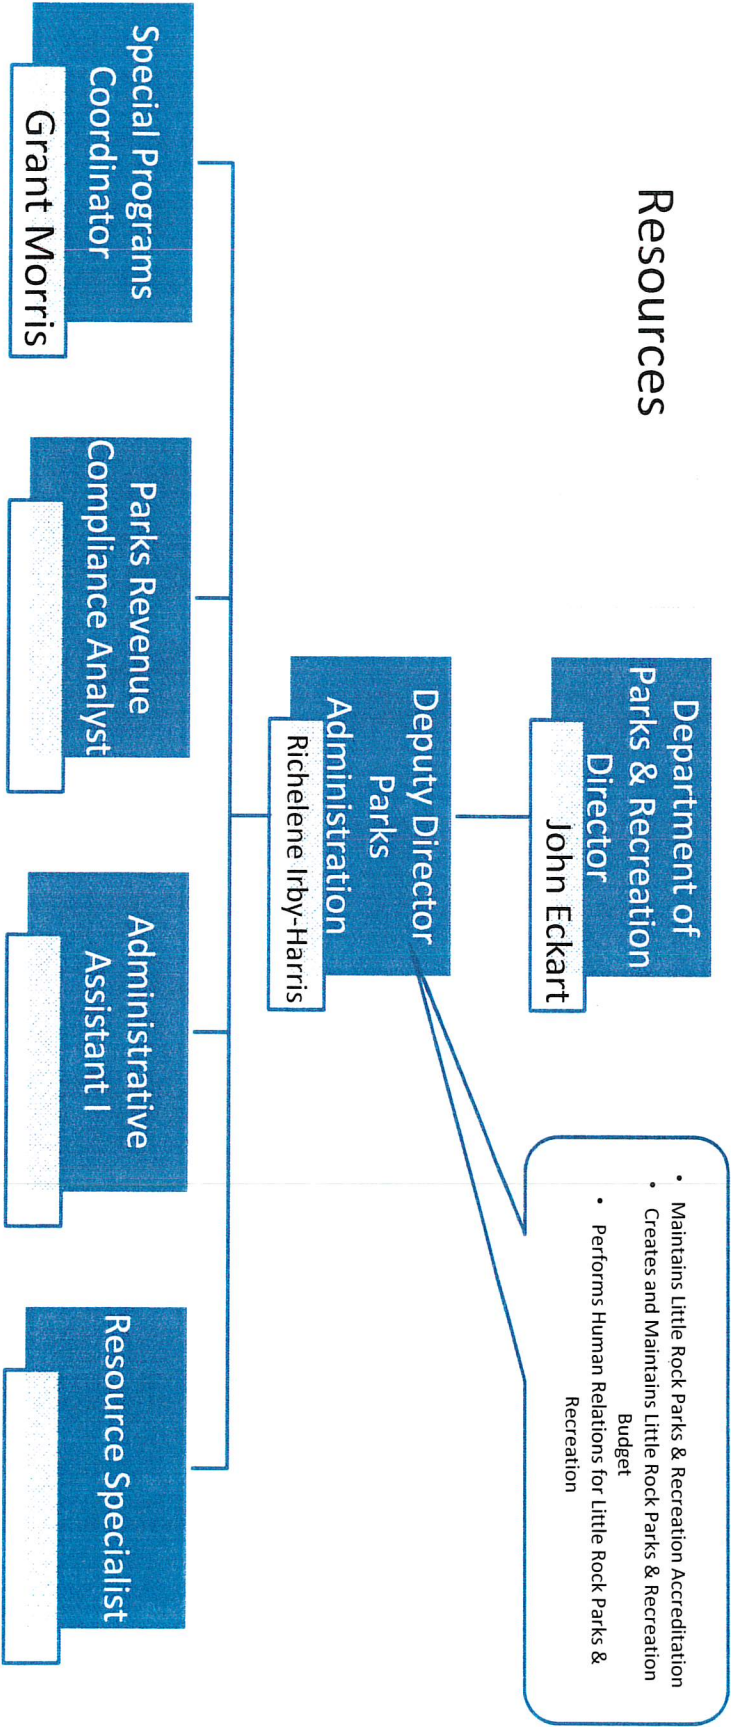 Resources
Department of
Parks & Recreation
Director
John Eckart
• Maintains Little Rock Parks & Recreation Accreditation
• Creates and Maintains Little Rock Parks & Recreation
Budget
• Performs Human Relations for Little Rock Parks &
Recreation
Deputy Director
Parks
Administration
Richelene Irby-Harris
Special Programs
Coordinator
Grant Morris
Parks Revenue
Compliance Analyst
Administrative
Assistant I
Resource Specialist